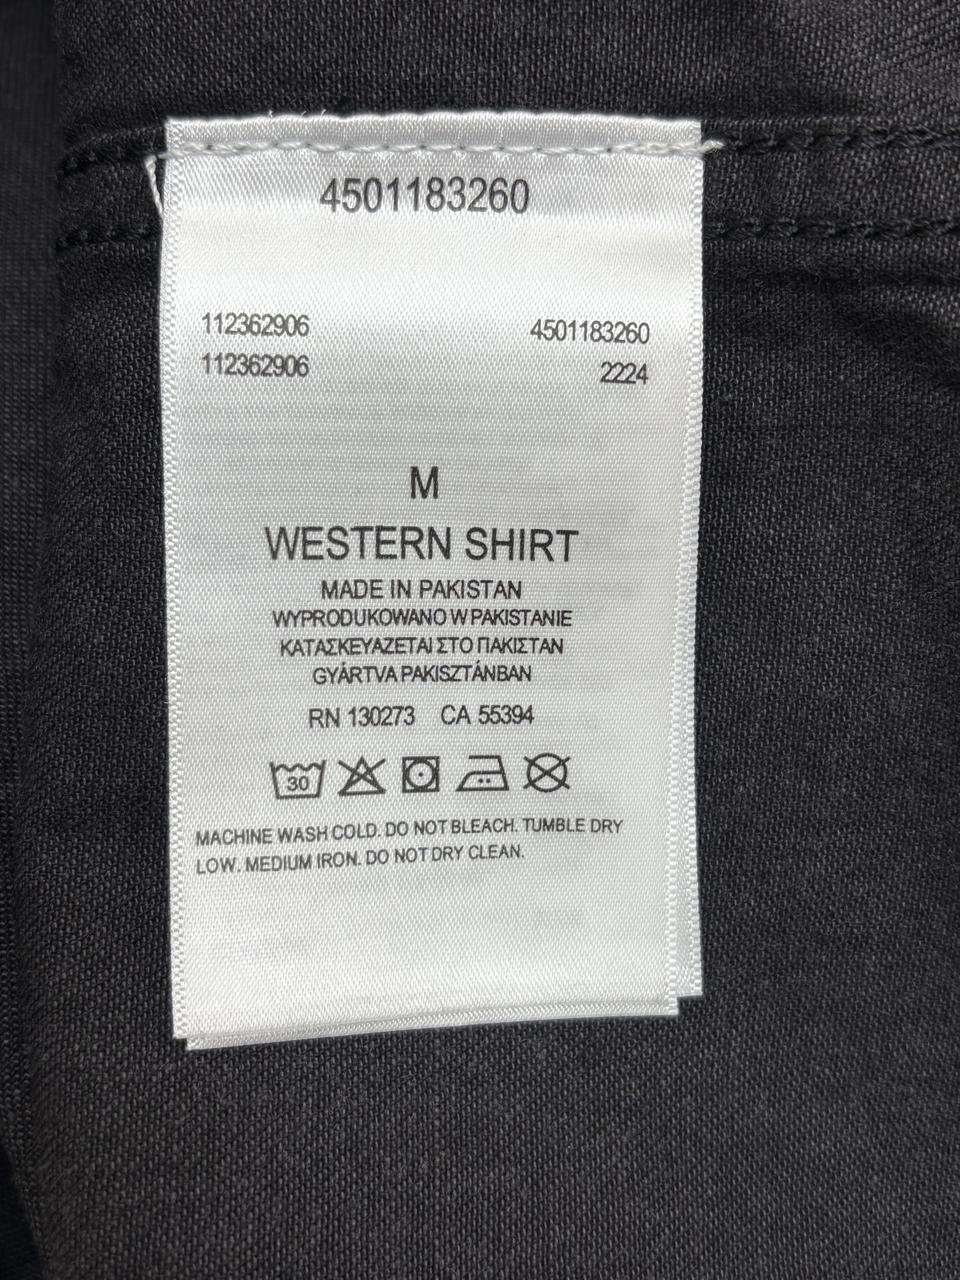 4501183260
112362906 4501183260
112362906 2224
M
WESTERN SHIRT
MADE IN PAKISTAN
WYPRODUKOWANO W PAKISTANIE
ΚΑΤΑΣΚΕΥΑΖΕΤΑΙ ΣΤΟ ΠΑΚΙΣΤΑΝ
GYÁRTVA PAKISZTÁNBAN
RN 130273 CA 55394
30
MACHINE WASH COLD. DO NOT BLEACH. TUMBLE DRY
LOW. MEDIUM IRON. DO NOT DRY CLEAN.